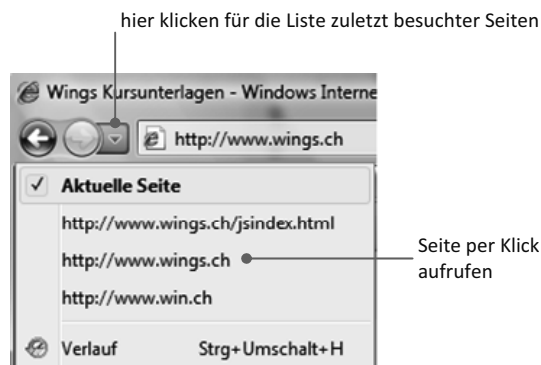 hier klicken für die Liste zuletzt besuchter Seiten
Wings Kursunterlagen - Windows Interne
http://www.wings.ch
Aktuelle Seite
http://www.wings.ch/jsindex.html
http://www.wings.ch
Seite per Klick
aufrufen
http://www.win.ch
Verlauf Strg+Umschalt+H